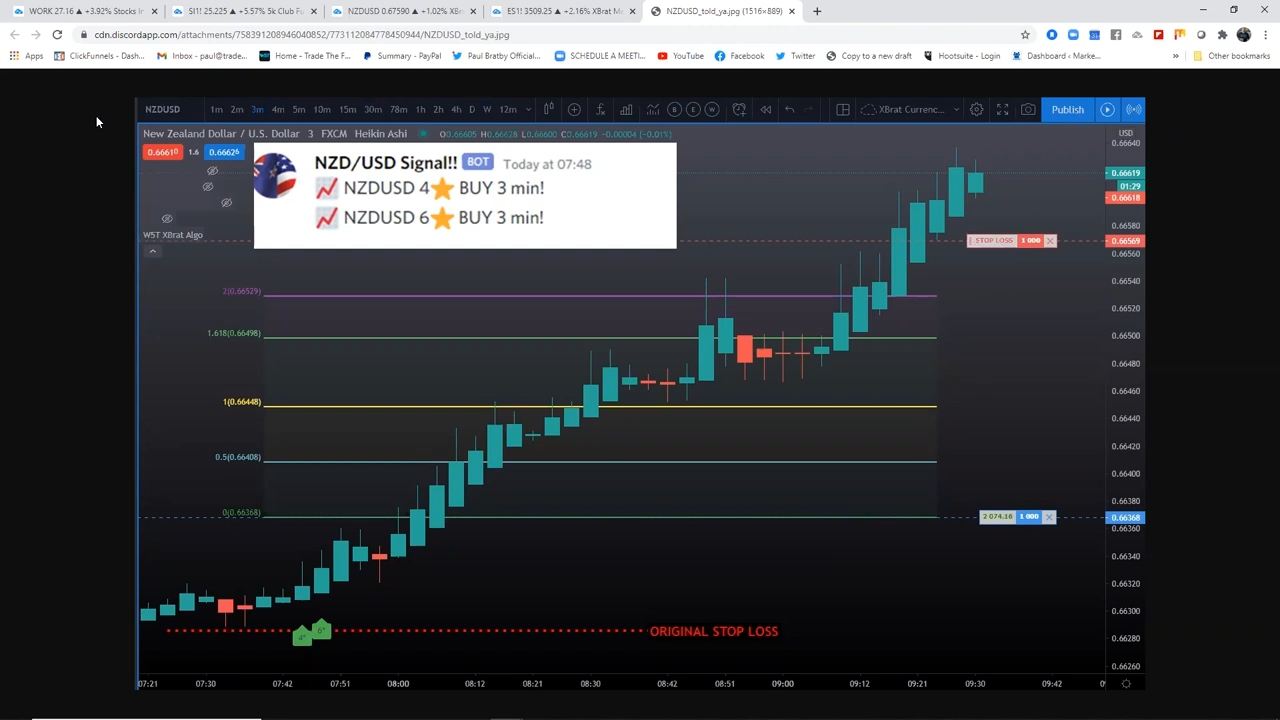 WORK 27.16 ▲ +3.92% Stocks In
SI1! 25.225 ▲ +5.57% 5k Club F
NZDUSD 0.67590 ▲ +1.02% XBra
ES1! 3509.25 ▲ +2.16% XBrat M
NZDUSD_told_ya.jpg (1516×889)
cdn.discordapp.com/attachments/758391208946040852/773112084778450944/NZDUSD_told_ya.jpg
Apps
ClickFunnels - Dash...
Inbox - paul@trade...
Home - Trade The F...
Summary - PayPal
Paul Bratby Official...
SCHEDULE A MEETI...
YouTube
Facebook
Twitter
Copy to a new draft
Hootsuite - Login
Dashboard ‹ Marke...
»
Other bookmarks
NZDUSD 1m 2m 3m 4m 5m 10m 15m 30m 78m 1h 2h 4h D W 12m
B E W
XBrat Currenc...
Publish
New Zealand Dollar / U.S. Dollar 3 FXCM Heikin Ashi
O0.66605 H0.66628 L0.66600 C0.66619 -0.00004 (-0.01%)
USD
0.66610 1.6 0.66626
W5T XBrat Algo
NZD/USD Signal!! BOT Today at 07:48
NZDUSD 4⭐ BUY 3 min!
NZDUSD 6⭐ BUY 3 min!
0.66640
0.66619
01:29
0.66618
0.66580
STOP LOSS 1 000
0.66569
0.66560
0.66540
0.66520
0.66500
0.66480
0.66460
0.66440
0.66420
0.66400
0.66380
0.66368
0.66360
0.66340
0.66320
0.66300
0.66280
0.66260
2(0.66529)
1.618(0.66498)
1(0.66448)
0.5(0.66408)
0(0.66368)
2 074.16 1 000
4*
6*
ORIGINAL STOP LOSS
07:21 07:30 07:42 07:51 08:00 08:12 08:21 08:30 08:42 08:51 09:00 09:12 09:21 09:30 09:42